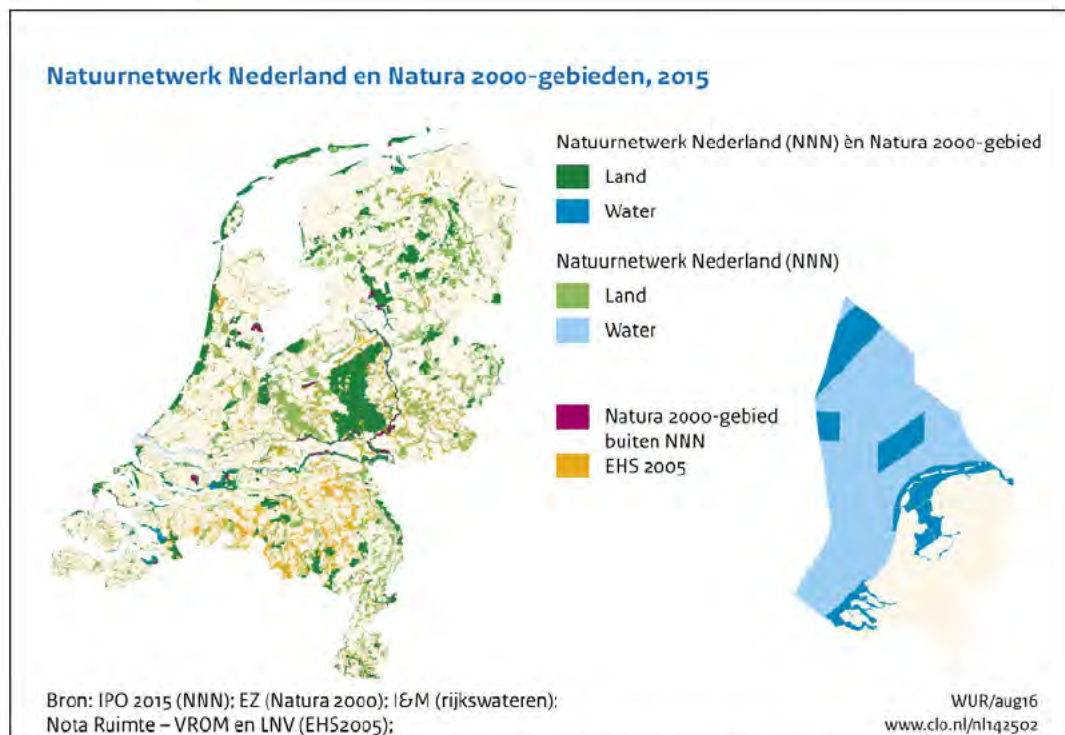 Natuurnetwerk Nederland en Natura 2000-gebieden, 2015
Natuurnetwerk Nederland (NNN) èn Natura 2000-gebied
Land
Water
Natuurnetwerk Nederland (NNN)
Land
Water
Natura 2000-gebied
buiten NNN
EHS 2005
Bron: IPO 2015 (NNN); EZ (Natura 2000); I&M (rijkswateren);
Nota Ruimte – VROM en LNV (EHS2005);
WUR/aug16
www.clo.nl/nl142502